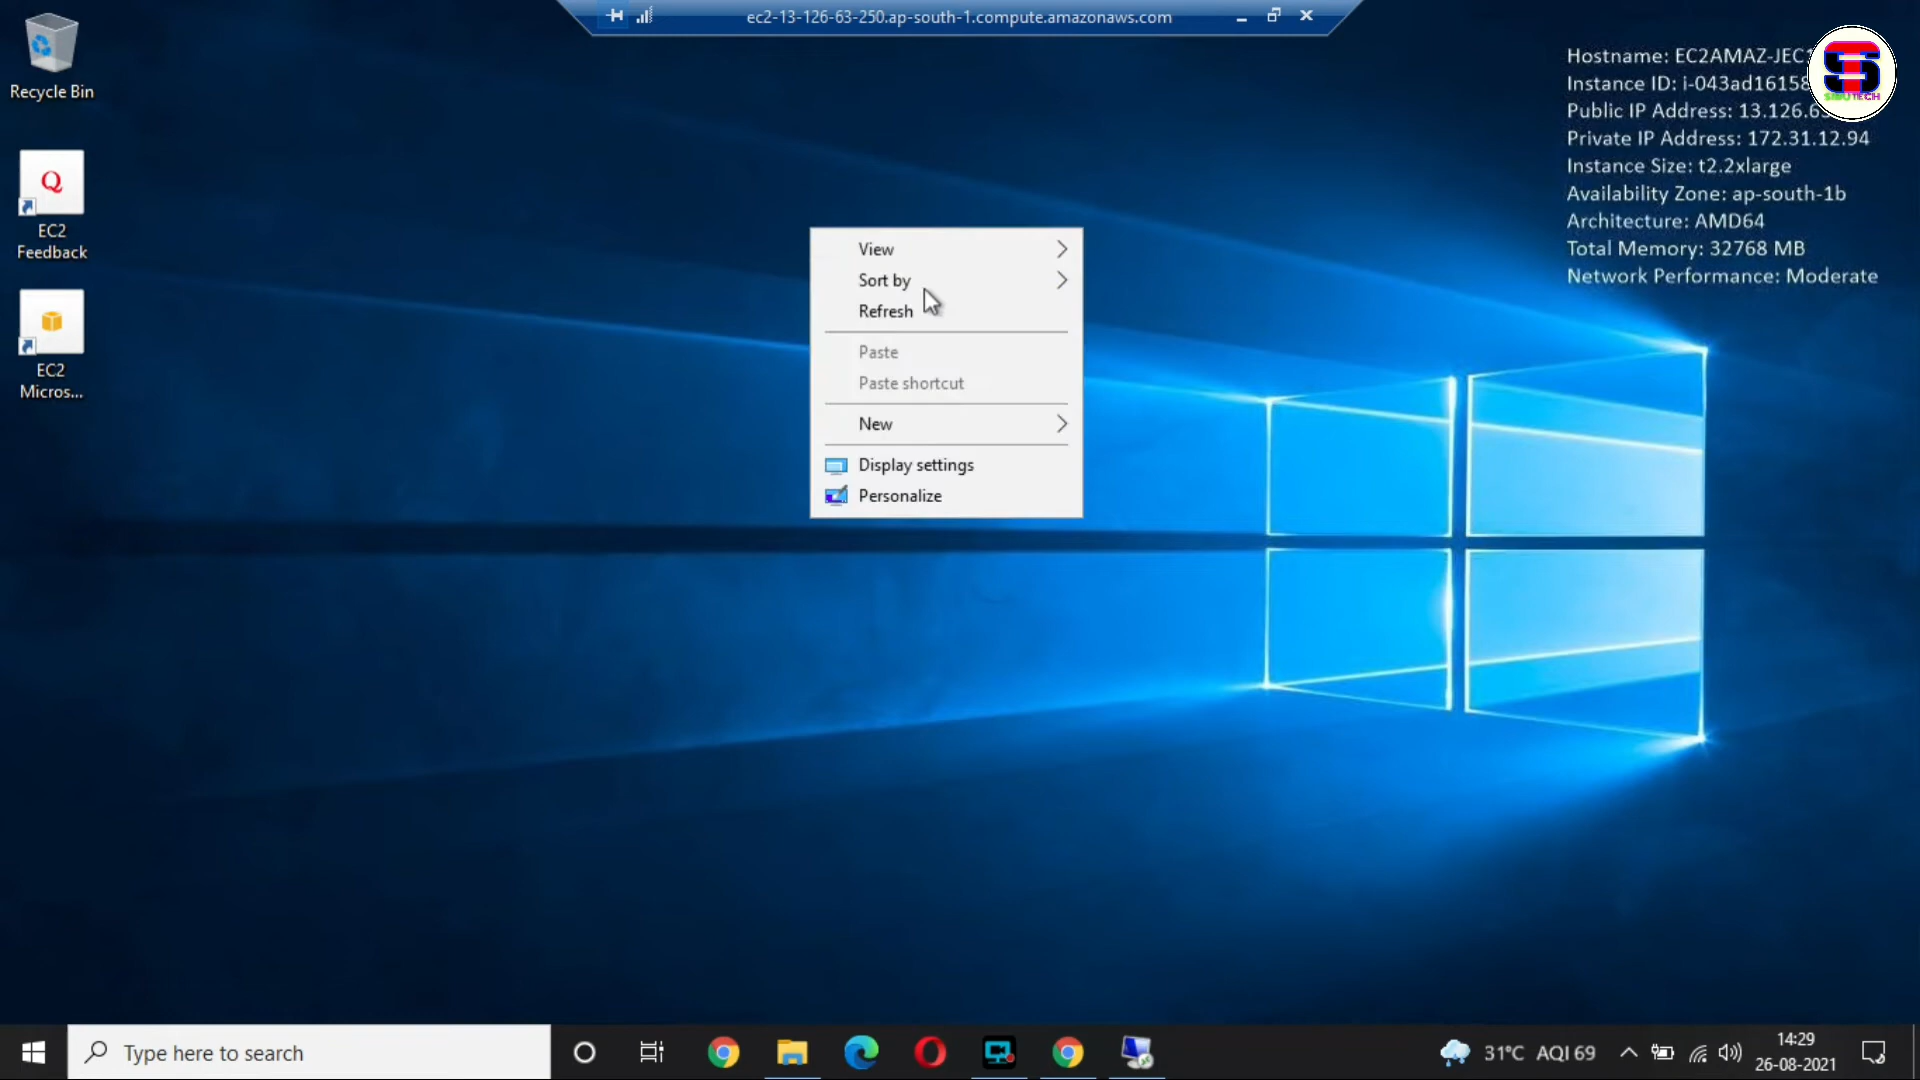 ec2-13-126-63-250.ap-south-1.compute.amazonaws.com
Recycle Bin
EC2
Feedback
EC2
Micros...
Hostname: EC2AMAZ-JEC1
Instance ID: i-043ad16158
Public IP Address: 13.126.63
Private IP Address: 172.31.12.94
Instance Size: t2.2xlarge
Availability Zone: ap-south-1b
Architecture: AMD64
Total Memory: 32768 MB
Network Performance: Moderate
SIBUTECH
View
Sort by
Refresh
Paste
Paste shortcut
New
Display settings
Personalize
Type here to search
31°C AQI 69
14:29
26-08-2021